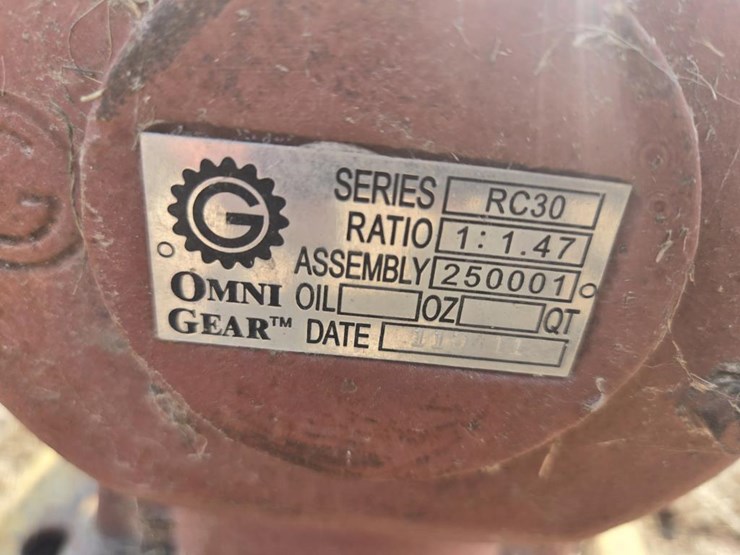 G
SERIES RC30
RATIO 1: 1.47
ASSEMBLY 250001
OMNI OIL OZ QT
GEAR™ DATE